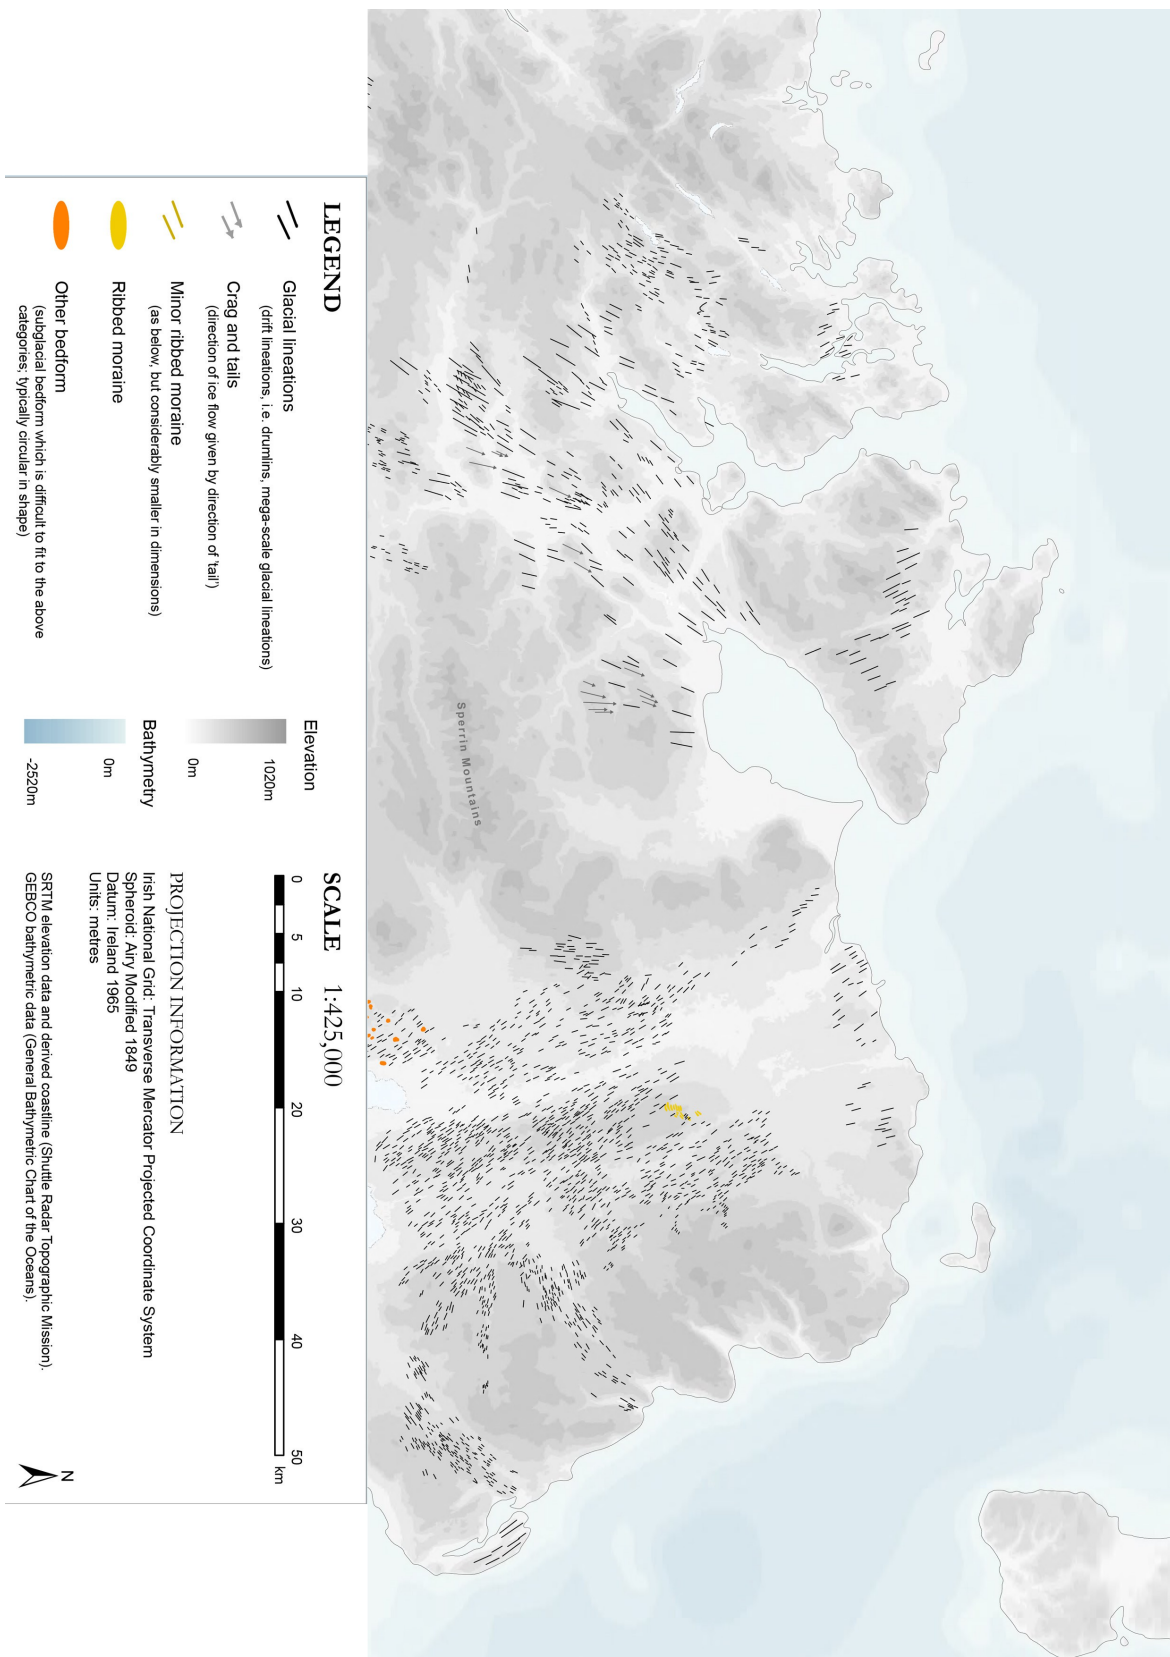 LEGEND
Glacial lineations
(drift lineations, i.e. drumlins, mega-scale glacial lineations)
Crag and tails
(direction of ice flow given by direction of 'tail')
Minor ribbed moraine
(as below, but considerably smaller in dimensions)
Ribbed moraine
Other bedform
(subglacial bedform which is difficult to fit to the above
categories; typically circular in shape)
Elevation
1020m
0m
Bathymetry
0m
-2520m
SCALE 1:425,000
0 5 10 20 30 40 50
km
PROJECTION INFORMATION
Irish National Grid: Transverse Mercator Projected Coordinate System
Spheroid: Airy Modified 1849
Datum: Ireland 1965
Units: metres
SRTM elevation data and derived coastline (Shuttle Radar Topographic Mission).
GEBCO bathymetric data (General Bathymetric Chart of the Oceans).
N
Sperrin Mountains